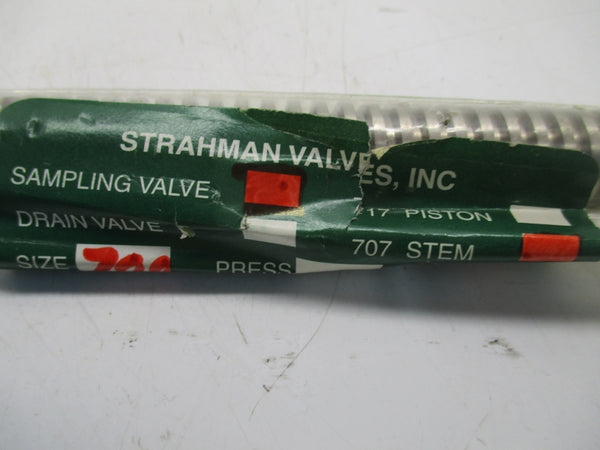 STRAHMAN VALVES, INC
SAMPLING VALVE
17 PISTON
DRAIN VALVE
707 STEM
SIZE
PRESS